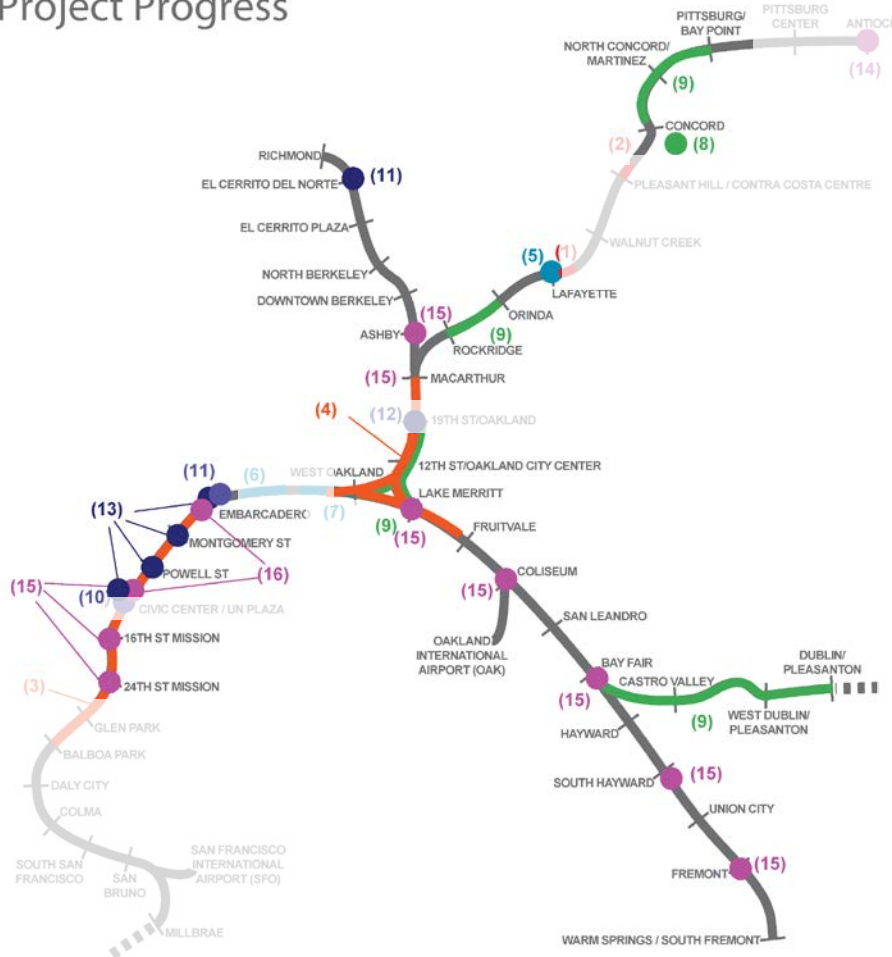 Project Progress
PITTSBURG/
BAY POINT
PITTSBURG
CENTER
ANTIOC
(14)
NORTH CONCORD/
MARTINEZ
(9)
CONCORD
(8)
(2)
PLEASANT HILL / CONTRA COSTA CENTRE
WALNUT CREEK
RICHMOND
EL CERRITO DEL NORTE
(11)
EL CERRITO PLAZA
NORTH BERKELEY
DOWNTOWN BERKELEY
(5)
(1)
LAFAYETTE
ORINDA
(9)
ROCKRIDGE
(15)
ASHBY
(15)
MACARTHUR
(4)
(12)
19TH ST/OAKLAND
12TH ST/OAKLAND CITY CENTER
WEST OAKLAND
LAKE MERRITT
(11)
(6)
(7)
(9)
(15)
FRUITVALE
EMBARCADERO
(13)
MONTGOMERY ST
POWELL ST
(16)
(15)
(10)
CIVIC CENTER / UN PLAZA
16TH ST MISSION
24TH ST MISSION
(3)
GLEN PARK
BALBOA PARK
DALY CITY
COLMA
SOUTH SAN
FRANCISCO
SAN
BRUNO
SAN FRANCISCO
INTERNATIONAL
AIRPORT (SFO)
MILLBRAE
(15)
COLISEUM
OAKLAND
INTERNATIONAL
AIRPORT (OAK)
SAN LEANDRO
BAY FAIR
(15)
CASTRO VALLEY
(9)
WEST DUBLIN/
PLEASANTON
DUBLIN/
PLEASANTON
HAYWARD
SOUTH HAYWARD
(15)
UNION CITY
FREMONT
(15)
WARM SPRINGS / SOUTH FREMONT